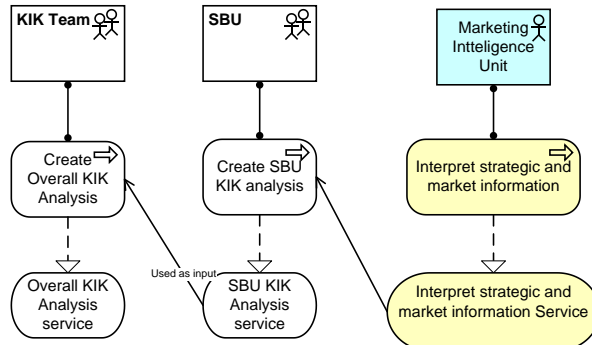 KIK Team
SBU
Marketing
Intteligence
Unit
Create
Overall KIK
Analysis
Create SBU
KIK analysis
Interpret strategic and
market information
Used as input
Overall KIK
Analysis
service
SBU KIK
Analysis
service
Interpret strategic and
market information Service